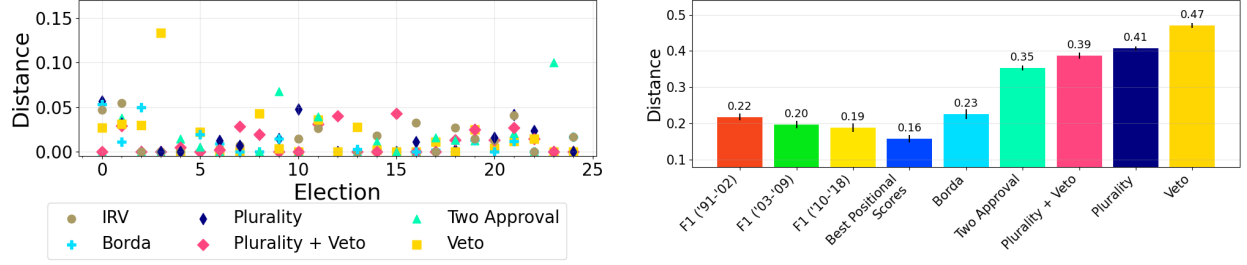 0.15
0.10
0.05
0.00
Distance
0 5 10 15 20 25
Election
IRV Plurality Two Approval
Borda Plurality + Veto Veto
0.5
0.4
0.3
0.2
0.1
Distance
0.22 0.20 0.19 0.16 0.23 0.35 0.39 0.41 0.47
F1 ('91-'02)
F1 ('03-'09)
F1 ('10-'18)
Best Positional
Scores
Borda
Two Approval
Plurality + Veto
Plurality
Veto